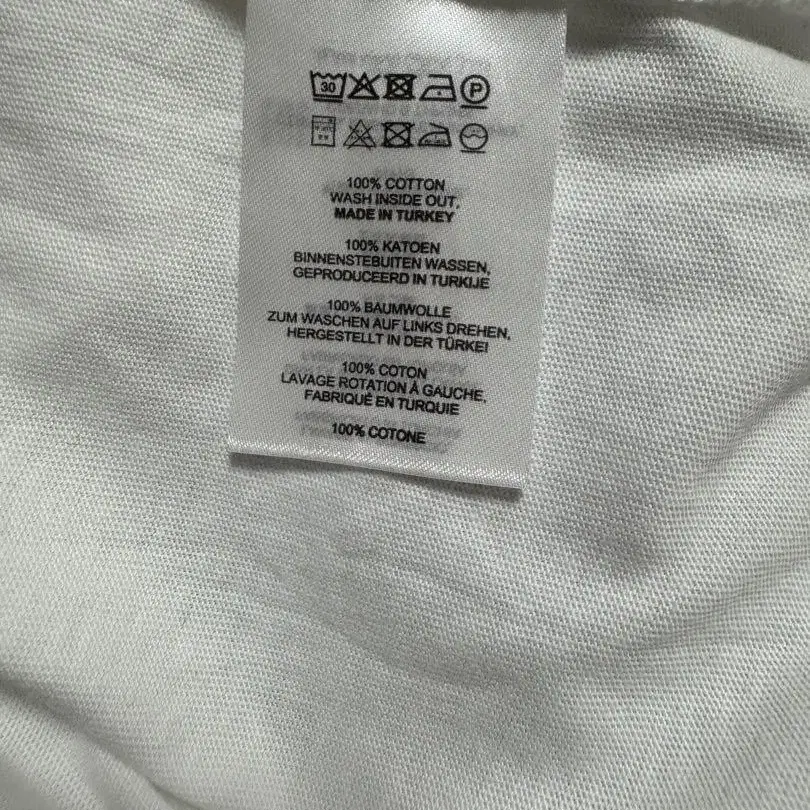 30 P
100% COTTON
WASH INSIDE OUT,
MADE IN TURKEY
100% KATOEN
BINNENSTEBUITEN WASSEN,
GEPRODUCEERD IN TURKIJE
100% BAUMWOLLE
ZUM WASCHEN AUF LINKS DREHEN,
HERGESTELLT IN DER TÜRKEI
100% COTON
LAVAGE ROTATION À GAUCHE,
FABRIQUÉ EN TURQUIE
100% COTONE